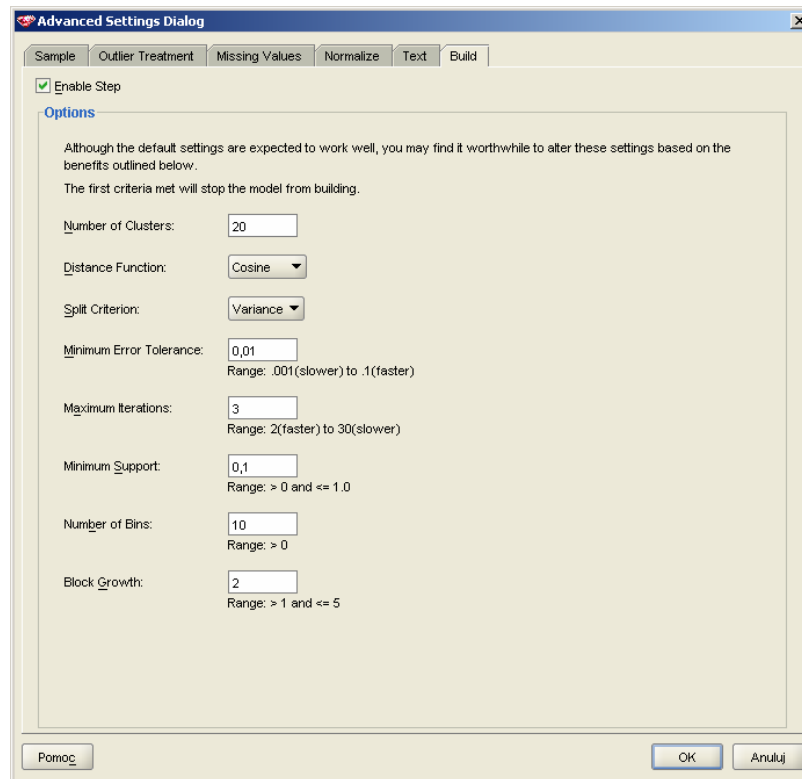 Advanced Settings Dialog
Sample Outlier Treatment Missing Values Normalize Text Build
Enable Step
Options
Although the default settings are expected to work well, you may find it worthwhile to alter these settings based on the
benefits outlined below.
The first criteria met will stop the model from building.
Number of Clusters: 20
Distance Function: Cosine
Split Criterion: Variance
Minimum Error Tolerance: 0,01
Range: .001(slower) to .1(faster)
Maximum Iterations: 3
Range: 2(faster) to 30(slower)
Minimum Support: 0,1
Range: > 0 and <= 1.0
Number of Bins: 10
Range: > 0
Block Growth: 2
Range: > 1 and <= 5
Pomoc OK Anuluj